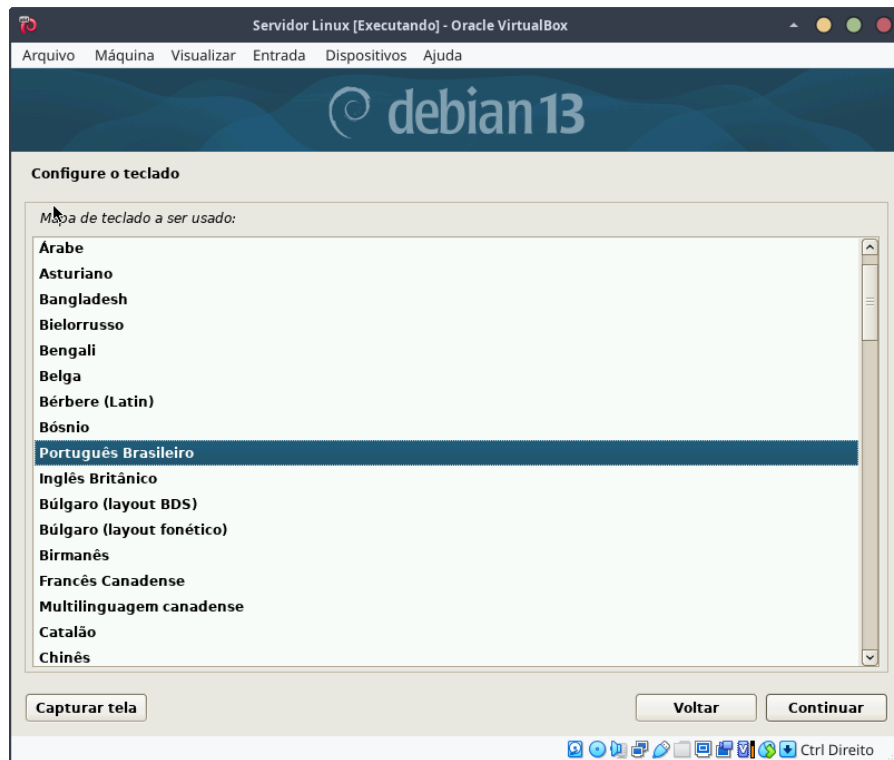 Servidor Linux [Executando] - Oracle VirtualBox
Arquivo Máquina Visualizar Entrada Dispositivos Ajuda
debian 13
Configure o teclado
Mapa de teclado a ser usado:
Árabe
Asturiano
Bangladesh
Bielorrusso
Bengali
Belga
Bérbere (Latin)
Bósnio
Português Brasileiro
Inglês Britânico
Búlgaro (layout BDS)
Búlgaro (layout fonético)
Birmanês
Francês Canadense
Multilinguagem canadense
Catalão
Chinês
Capturar tela Voltar Continuar
Ctrl Direito